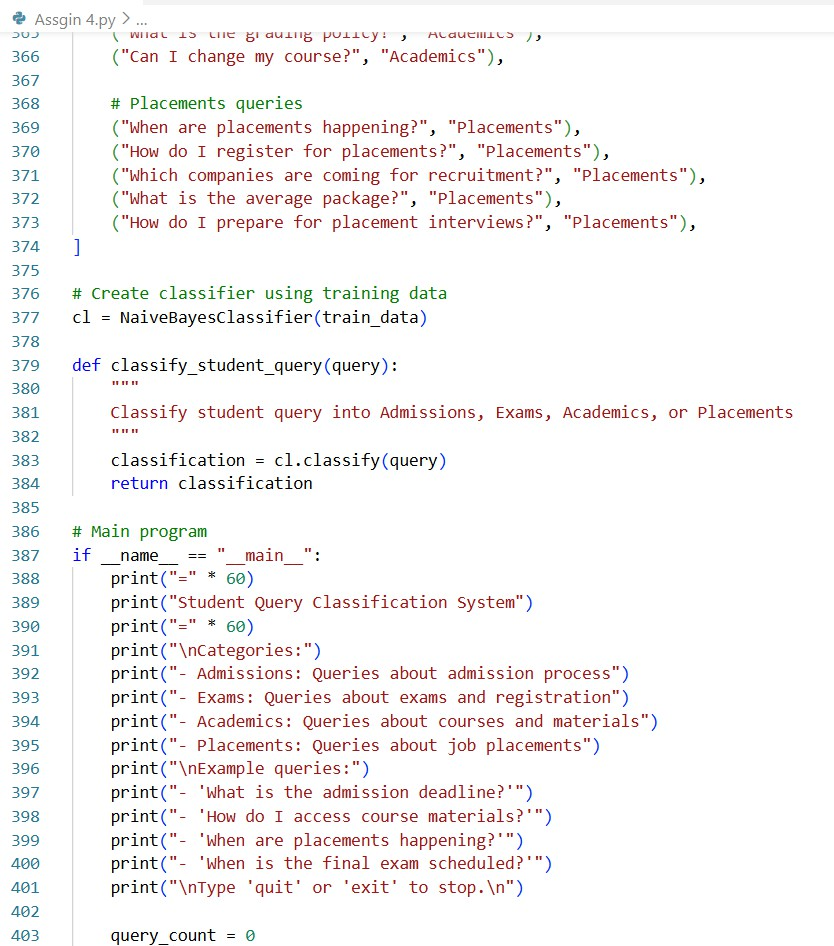 Assgin 4.py > ...
365 ("What is the grading policy?", "Academics"),
366 ("Can I change my course?", "Academics"),
367
368 # Placements queries
369 ("When are placements happening?", "Placements"),
370 ("How do I register for placements?", "Placements"),
371 ("Which companies are coming for recruitment?", "Placements"),
372 ("What is the average package?", "Placements"),
373 ("How do I prepare for placement interviews?", "Placements"),
374 ]
375
376 # Create classifier using training data
377 cl = NaiveBayesClassifier(train_data)
378
379 def classify_student_query(query):
380 """
381 Classify student query into Admissions, Exams, Academics, or Placements
382 """
383 classification = cl.classify(query)
384 return classification
385
386 # Main program
387 if __name__ == "__main__":
388 print("=" * 60)
389 print("Student Query Classification System")
390 print("=" * 60)
391 print("\nCategories:")
392 print("- Admissions: Queries about admission process")
393 print("- Exams: Queries about exams and registration")
394 print("- Academics: Queries about courses and materials")
395 print("- Placements: Queries about job placements")
396 print("\nExample queries:")
397 print("- 'What is the admission deadline?'")
398 print("- 'How do I access course materials?'")
399 print("- 'When are placements happening?'")
400 print("- 'When is the final exam scheduled?'")
401 print("\nType 'quit' or 'exit' to stop.\n")
402
403 query_count = 0